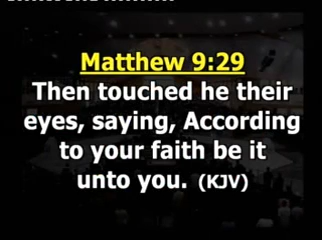 Matthew 9:29
Then touched he their
eyes, saying, According
to your faith be it
unto you. (KJV)